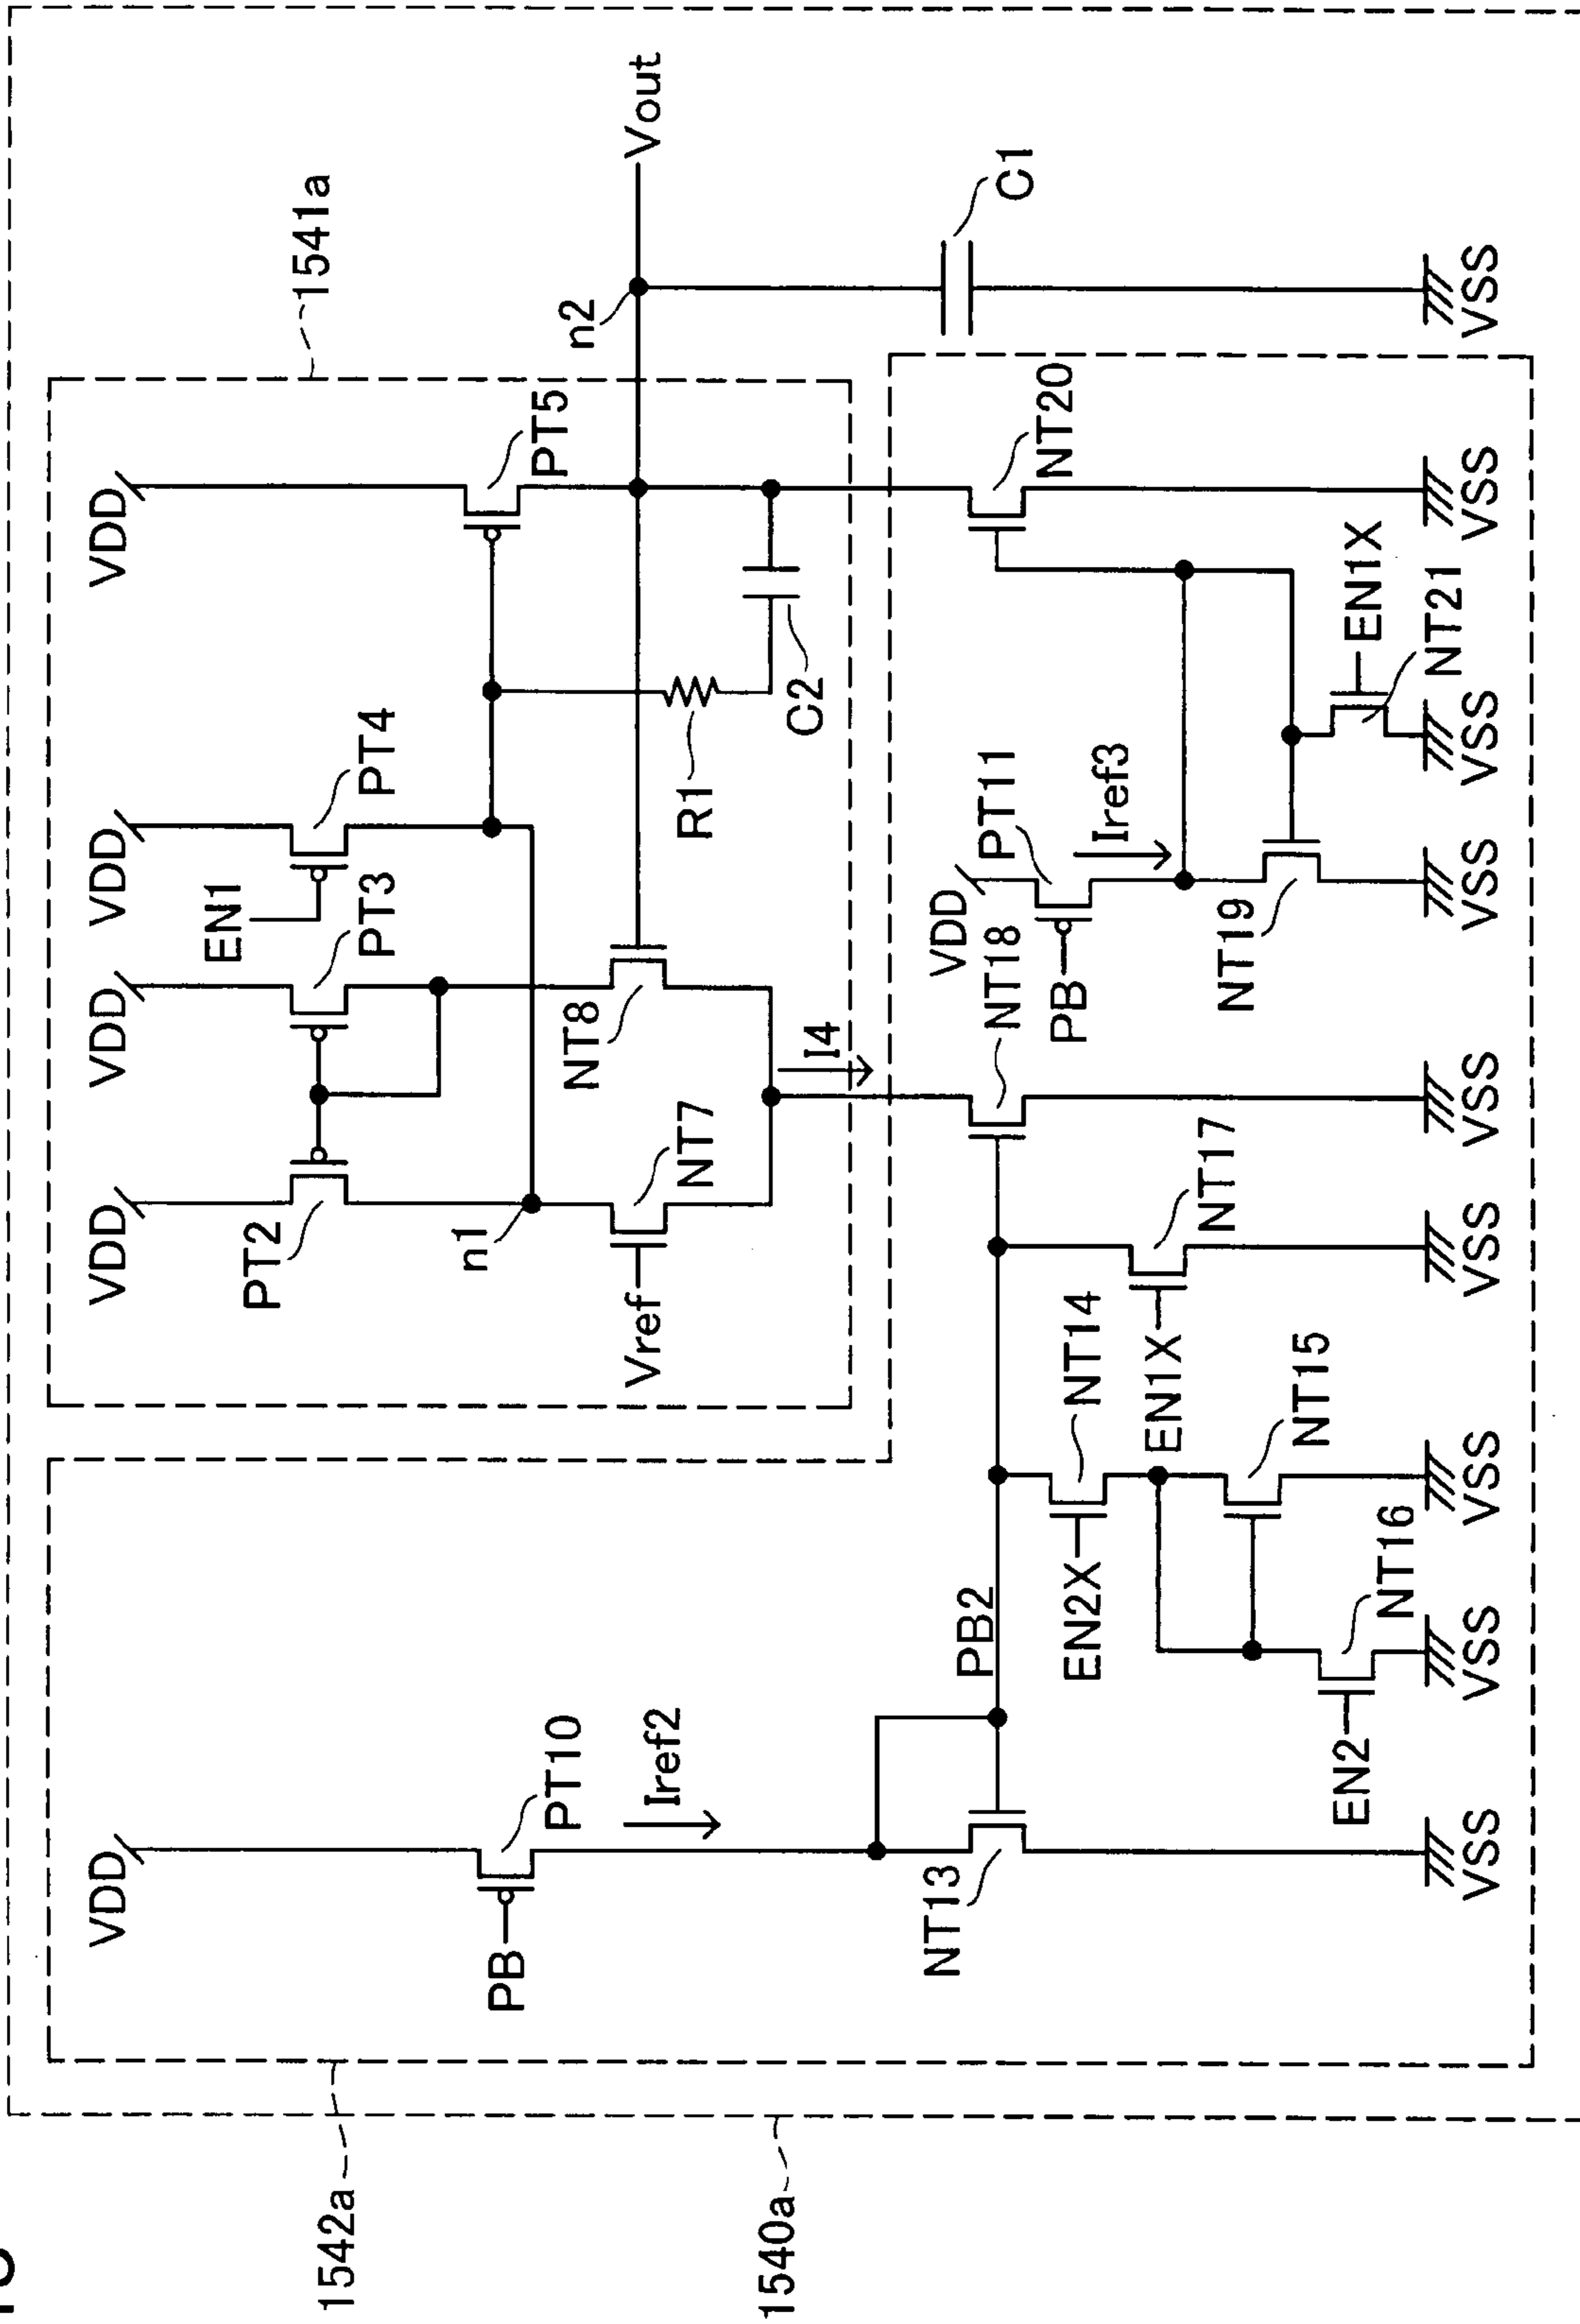 1542a
1540a
1541a
VDD
VDD
VDD
VDD
VDD
PT10
PB
Iref2
PT2
PT3
EN1
PT4
PT5
n1
n2
Vout
Vref
NT7
NT8
R1
C2
I4
C1
NT13
PB2
EN2X
NT14
EN2
NT16
NT15
EN1X
NT17
NT18
VDD
PB
PT11
Iref3
NT19
NT20
EN1X
NT21
VSS
VSS
VSS
VSS
VSS
VSS
VSS
VSS
VSS